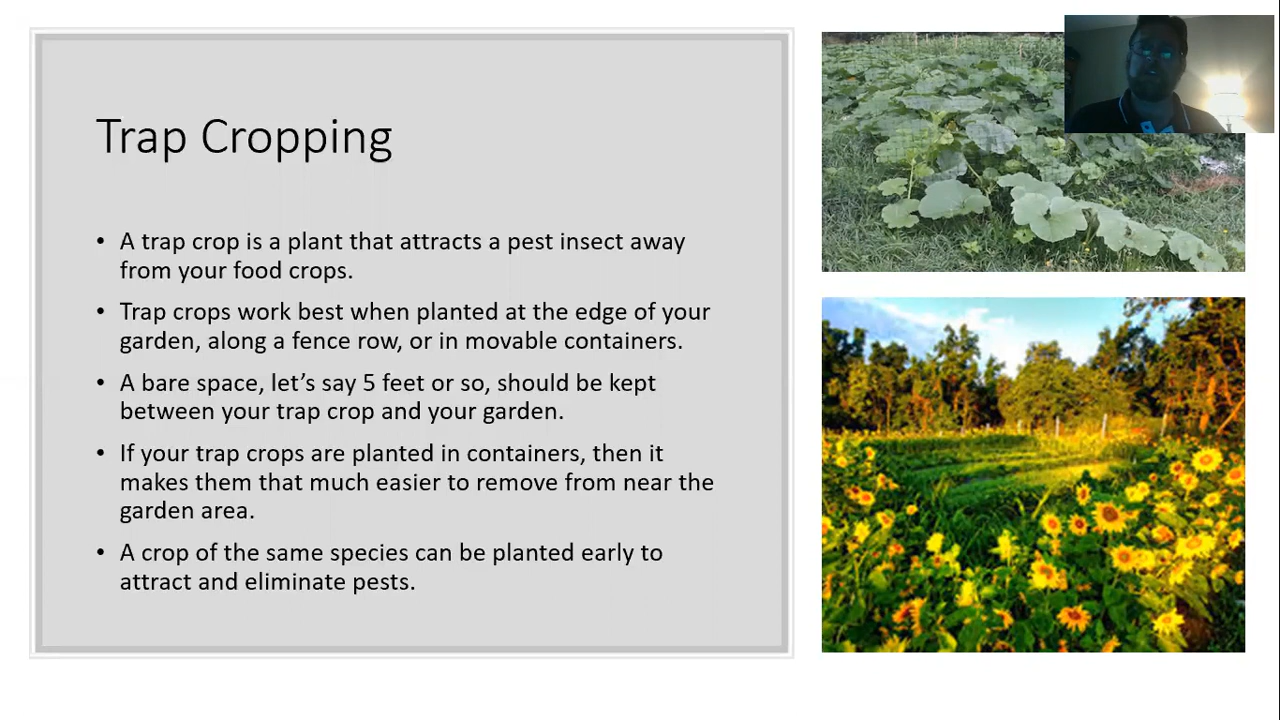 Trap Cropping
• A trap crop is a plant that attracts a pest insect away
from your food crops.
• Trap crops work best when planted at the edge of your
garden, along a fence row, or in movable containers.
• A bare space, let’s say 5 feet or so, should be kept
between your trap crop and your garden.
• If your trap crops are planted in containers, then it
makes them that much easier to remove from near the
garden area.
• A crop of the same species can be planted early to
attract and eliminate pests.